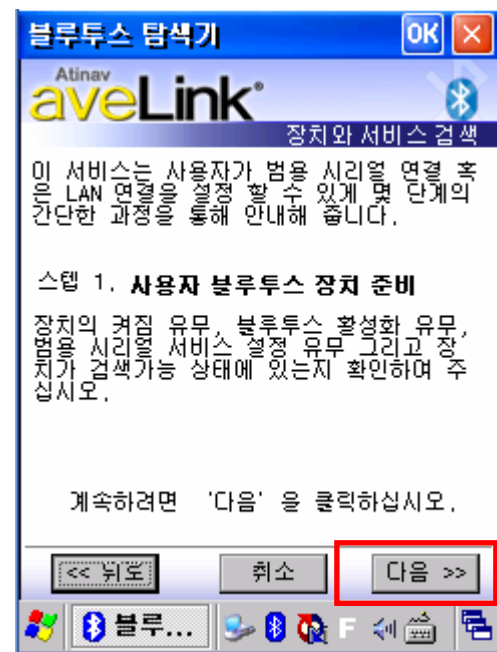 블루투스 탐색기 OK
Atinav
aveLink®
장치와 서비스 검색
이 서비스는 사용자가 범용 시리얼 연결 혹
은 LAN 연결을 설정 할 수 있게 몇 단계의
간단한 과정을 통해 안내해 줍니다.
스텝 1. 사용자 블루투스 장치 준비
장치의 켜짐 유무, 블루투스 활성화 유무,
범용 시리얼 서비스 설정 유무 그리고 장
치가 검색가능 상태에 있는지 확인하여 주
십시오.
계속하려면 '다음' 을 클릭하십시오.
<< 뒤로 취소 다음 >>
블루... F